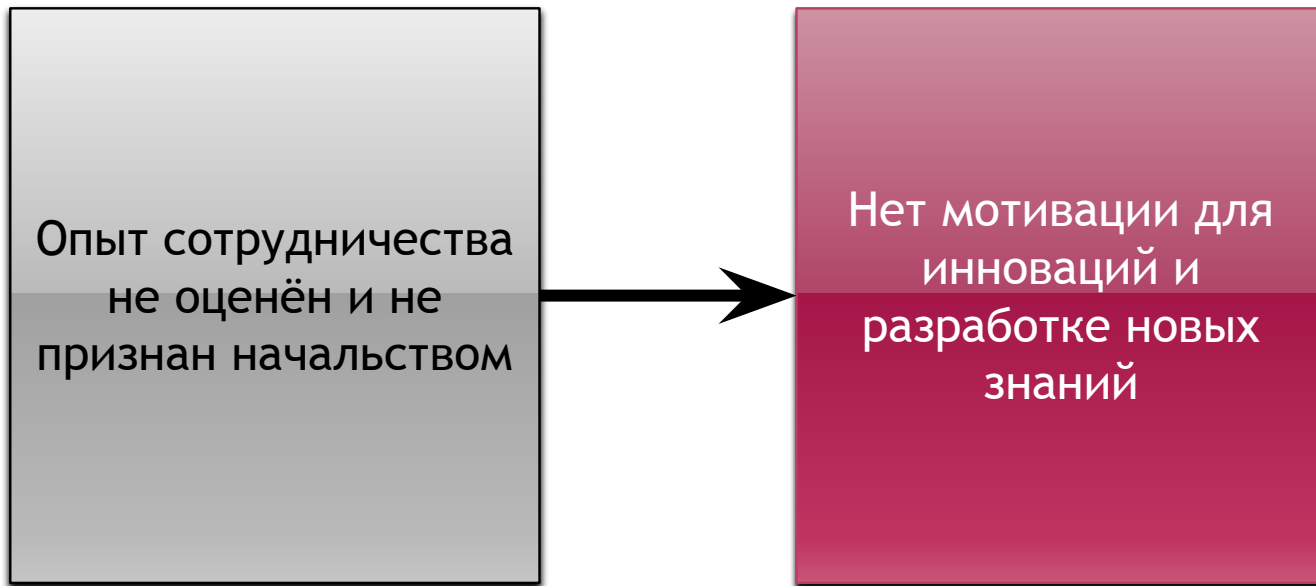 Опыт сотрудничества
не оценён и не
признан начальством
Нет мотивации для
инноваций и
разработке новых
знаний